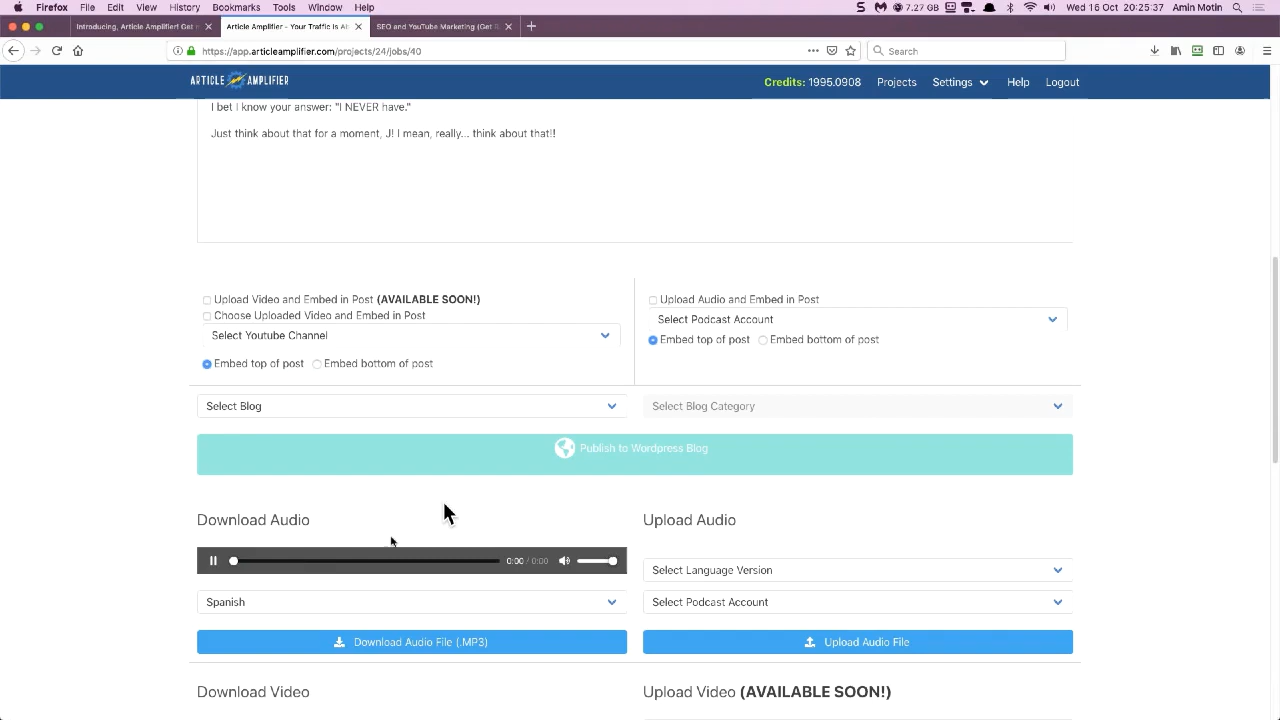 Firefox File Edit View History Bookmarks Tools Window Help 7.27 GB Wed 16 Oct 20:25:37 Amin Motin
Introducing, Article Amplifier! Get
Article Amplifier - Your Traffic Is
SEO and YouTube Marketing (Get
https://app.articleamplifier.com/projects/24/jobs/40
Search
ARTICLE AMPLIFIER
Credits: 1995.0908 Projects Settings Help Logout
I bet I know your answer: "I NEVER have."
Just think about that for a moment, J! I mean, really... think about that!!
Upload Video and Embed in Post (AVAILABLE SOON!)
Choose Uploaded Video and Embed in Post
Select Youtube Channel
Embed top of post Embed bottom of post
Upload Audio and Embed in Post
Select Podcast Account
Embed top of post Embed bottom of post
Select Blog
Select Blog Category
Publish to Wordpress Blog
Download Audio
0:00 / 0:00
Spanish
Download Audio File (.MP3)
Upload Audio
Select Language Version
Select Podcast Account
Upload Audio File
Download Video
Upload Video (AVAILABLE SOON!)